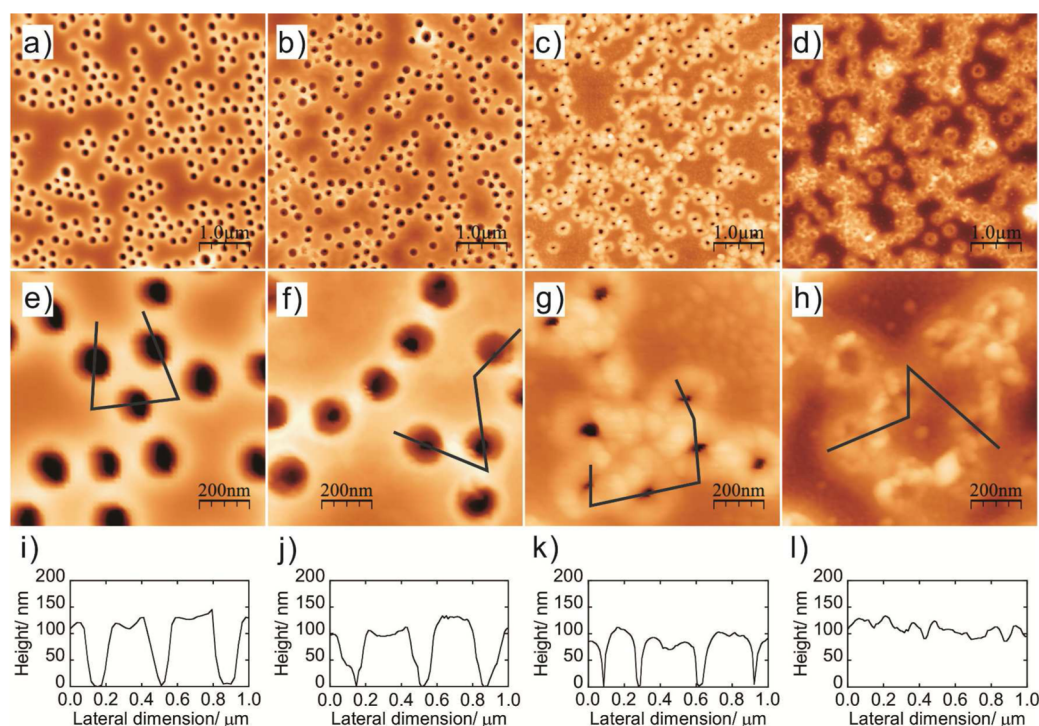 a) b) c) d)
1.0µm 1.0µm 1.0µm 1.0µm
e) f) g) h)
200nm 200nm 200nm 200nm
i) j) k) l)
Height/ nm
200
150
100
50
0
0.0 0.2 0.4 0.6 0.8 1.0
Lateral dimension/ µm
Height/ nm
200
150
100
50
0
0.0 0.2 0.4 0.6 0.8 1.0
Lateral dimension/ µm
Height/ nm
200
150
100
50
0
0.0 0.2 0.4 0.6 0.8 1.0
Lateral dimension/ µm
Height/ nm
200
150
100
50
0
0.0 0.2 0.4 0.6 0.8 1.0
Lateral dimension/ µm